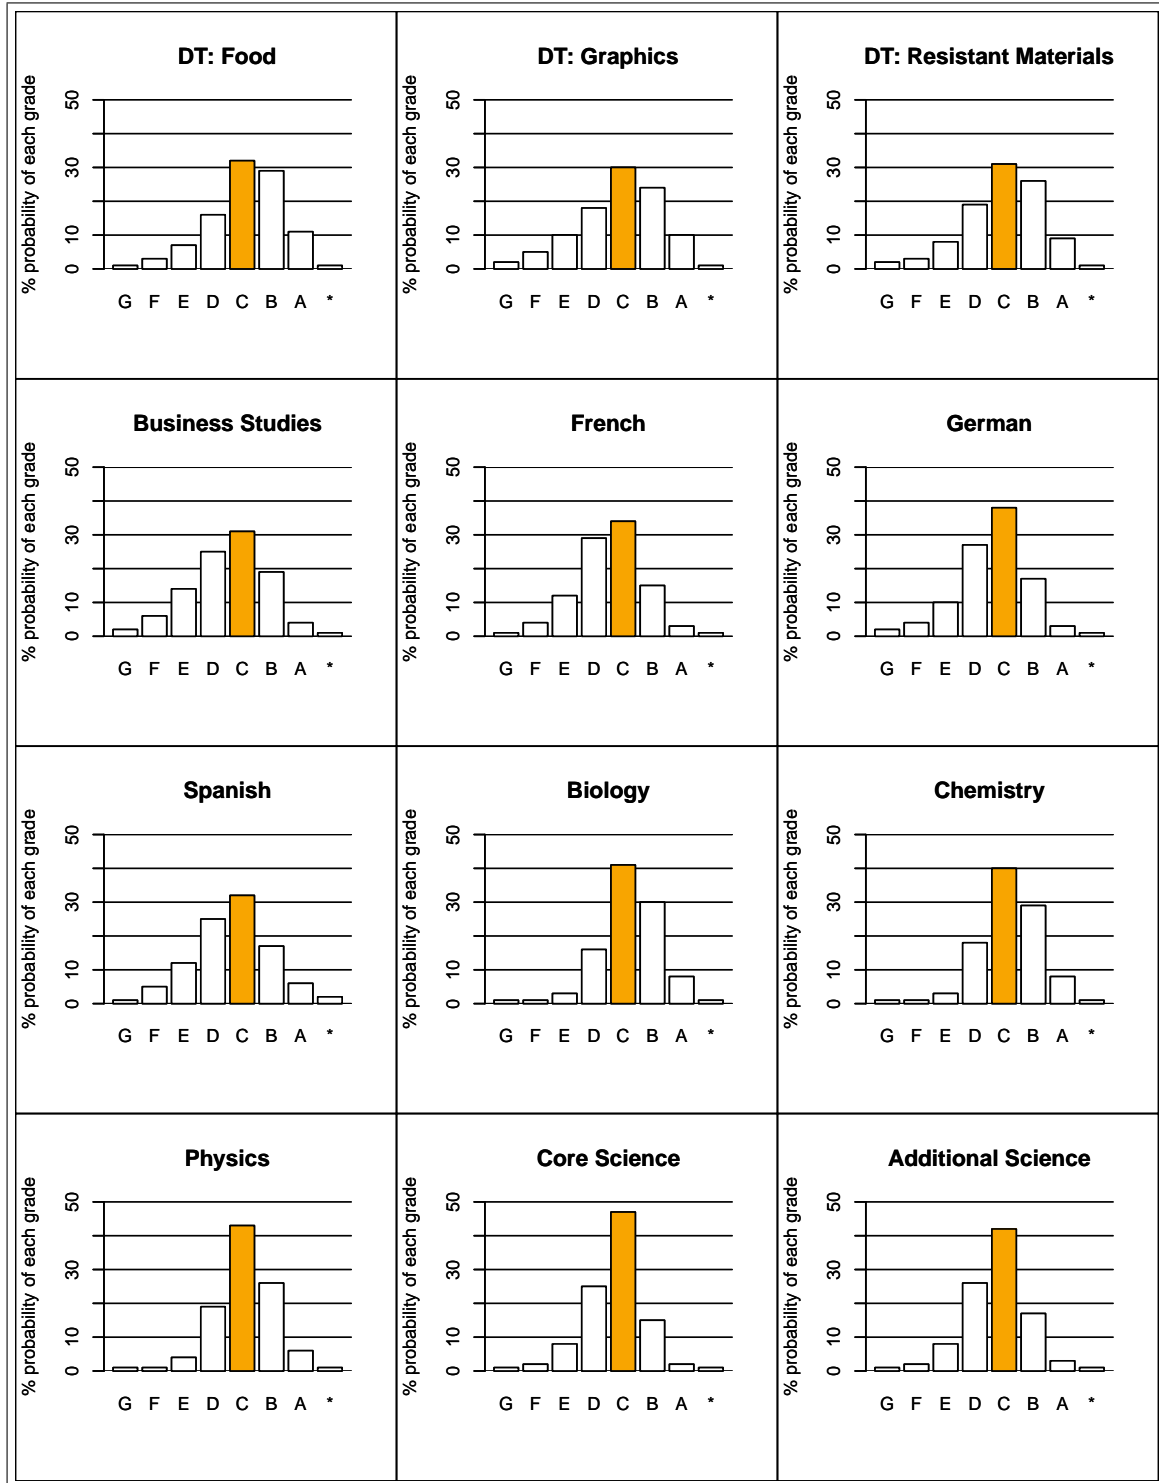 DT: Food
% probability of each grade
50
30
10
0
G F E D C B A *
DT: Graphics
% probability of each grade
50
30
10
0
G F E D C B A *
DT: Resistant Materials
% probability of each grade
50
30
10
0
G F E D C B A *
Business Studies
% probability of each grade
50
30
10
0
G F E D C B A *
French
% probability of each grade
50
30
10
0
G F E D C B A *
German
% probability of each grade
50
30
10
0
G F E D C B A *
Spanish
% probability of each grade
50
30
10
0
G F E D C B A *
Biology
% probability of each grade
50
30
10
0
G F E D C B A *
Chemistry
% probability of each grade
50
30
10
0
G F E D C B A *
Physics
% probability of each grade
50
30
10
0
G F E D C B A *
Core Science
% probability of each grade
50
30
10
0
G F E D C B A *
Additional Science
% probability of each grade
50
30
10
0
G F E D C B A *